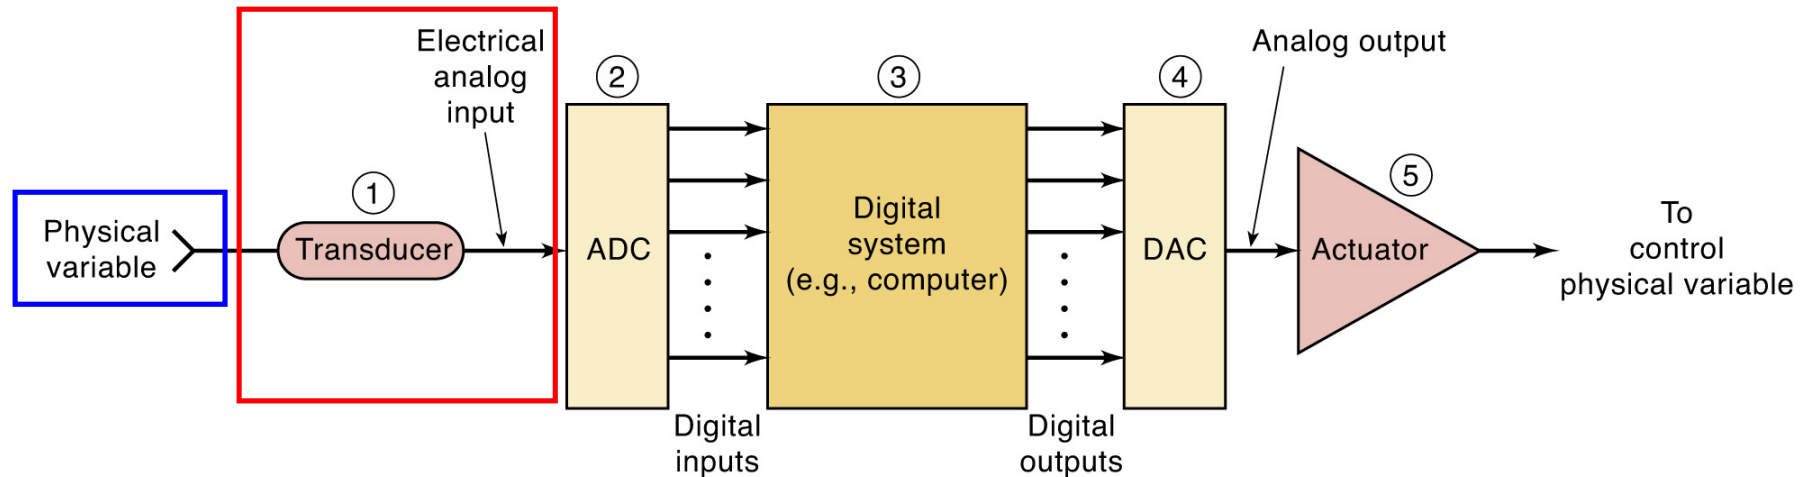 Physical
variable
1
Transducer
Electrical
analog
input
2
ADC
Digital
inputs
3
Digital
system
(e.g., computer)
Digital
outputs
4
DAC
Analog output
5
Actuator
To
control
physical variable